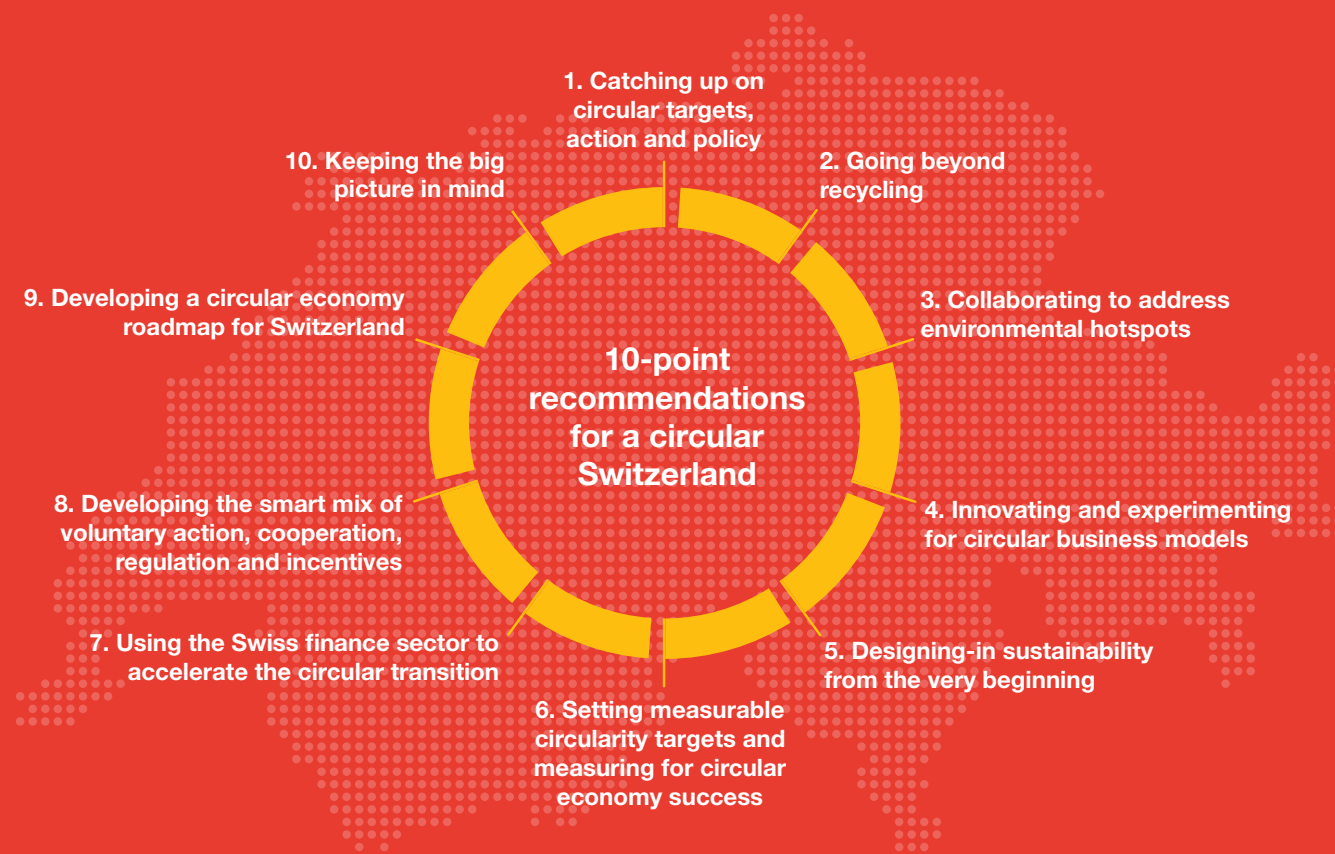 1. Catching up on
circular targets,
action and policy
2. Going beyond
recycling
3. Collaborating to address
environmental hotspots
4. Innovating and experimenting
for circular business models
5. Designing-in sustainability
from the very beginning
6. Setting measurable
circularity targets and
measuring for circular
economy success
7. Using the Swiss finance sector to
accelerate the circular transition
8. Developing the smart mix of
voluntary action, cooperation,
regulation and incentives
9. Developing a circular economy
roadmap for Switzerland
10. Keeping the big
picture in mind
10-point
recommendations
for a circular
Switzerland